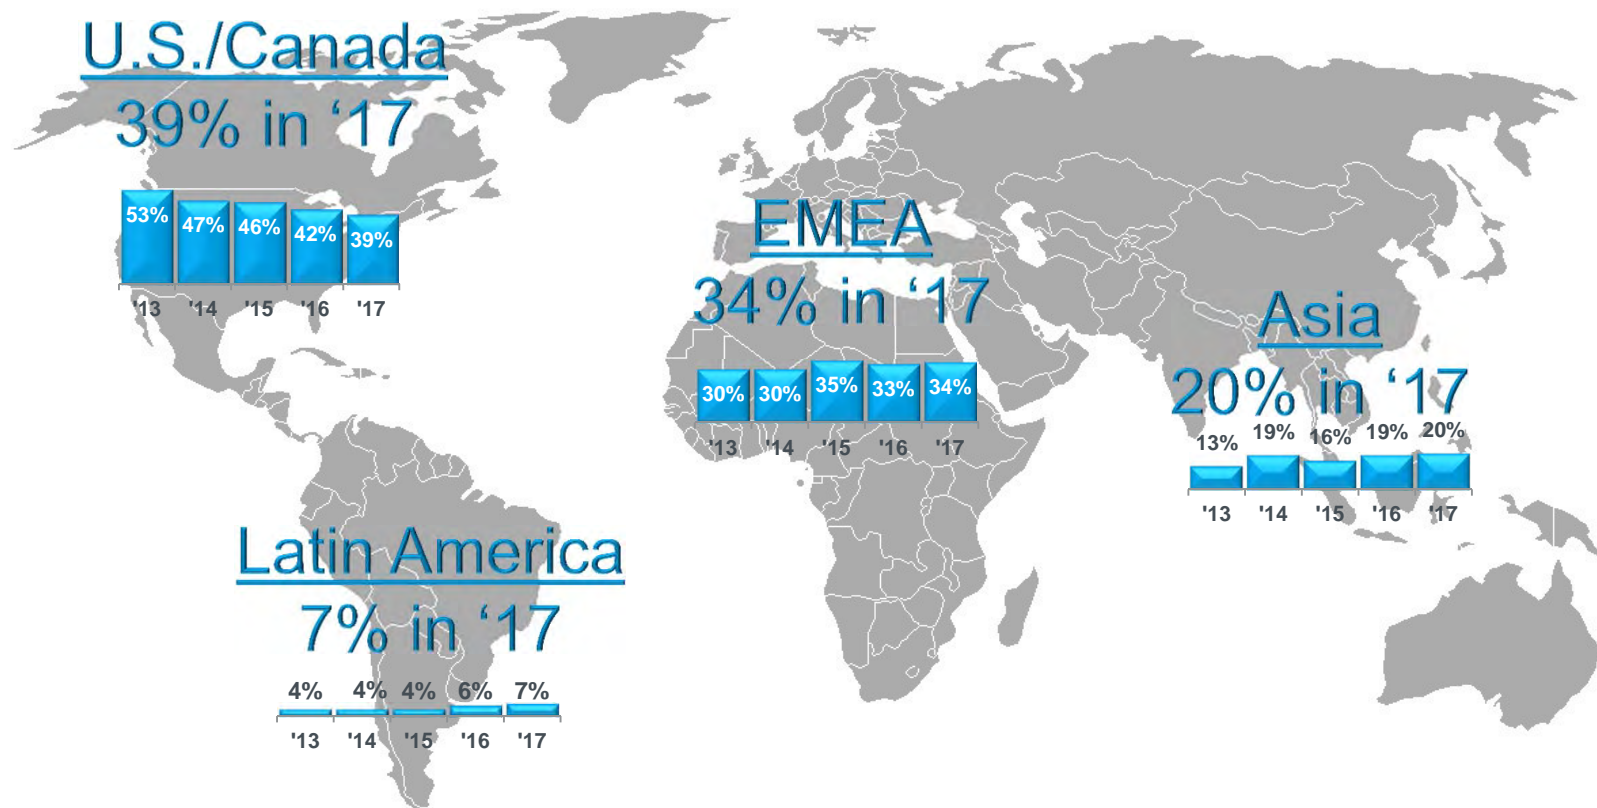 U.S./Canada
39% in ‘17
53% 47% 46% 42% 39%
'13 '14 '15 '16 '17
EMEA
34% in ‘17
30% 30% 35% 33% 34%
'13 '14 '15 '16 '17
Asia
20% in ‘17
13% 19% 16% 19% 20%
'13 '14 '15 '16 '17
Latin America
7% in ‘17
4% 4% 4% 6% 7%
'13 '14 '15 '16 '17